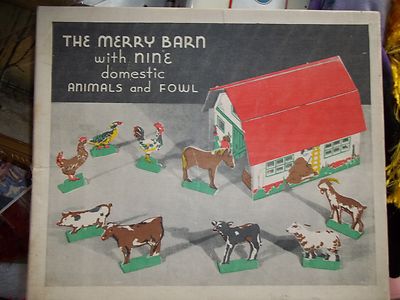 THE MERRY BARN
with NINE
domestic
ANIMALS and FOWL